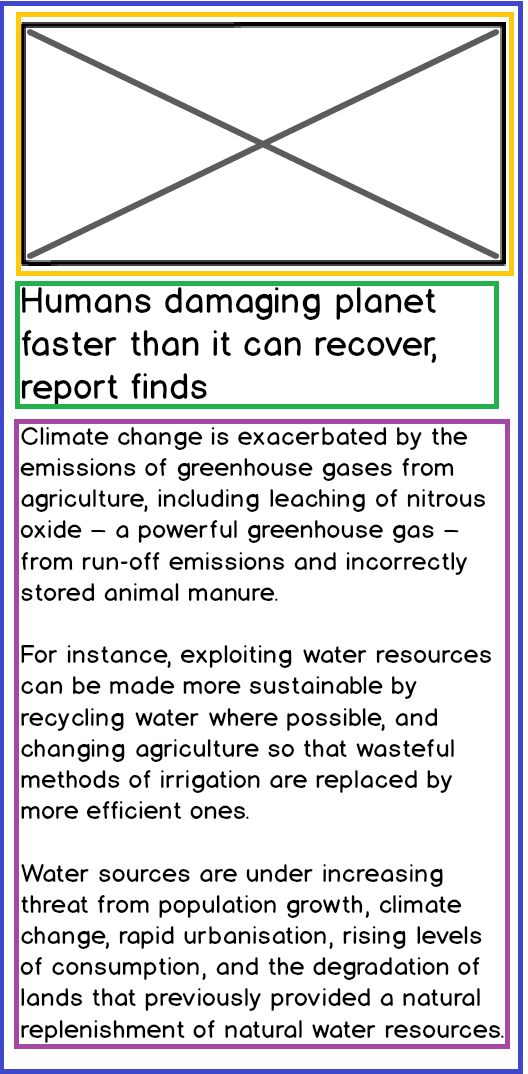 Humans damaging planet
faster than it can recover,
report finds
Climate change is exacerbated by the
emissions of greenhouse gases from
agriculture, including leaching of nitrous
oxide – a powerful greenhouse gas –
from run-off emissions and incorrectly
stored animal manure.
For instance, exploiting water resources
can be made more sustainable by
recycling water where possible, and
changing agriculture so that wasteful
methods of irrigation are replaced by
more efficient ones.
Water sources are under increasing
threat from population growth, climate
change, rapid urbanisation, rising levels
of consumption, and the degradation of
lands that previously provided a natural
replenishment of natural water resources.